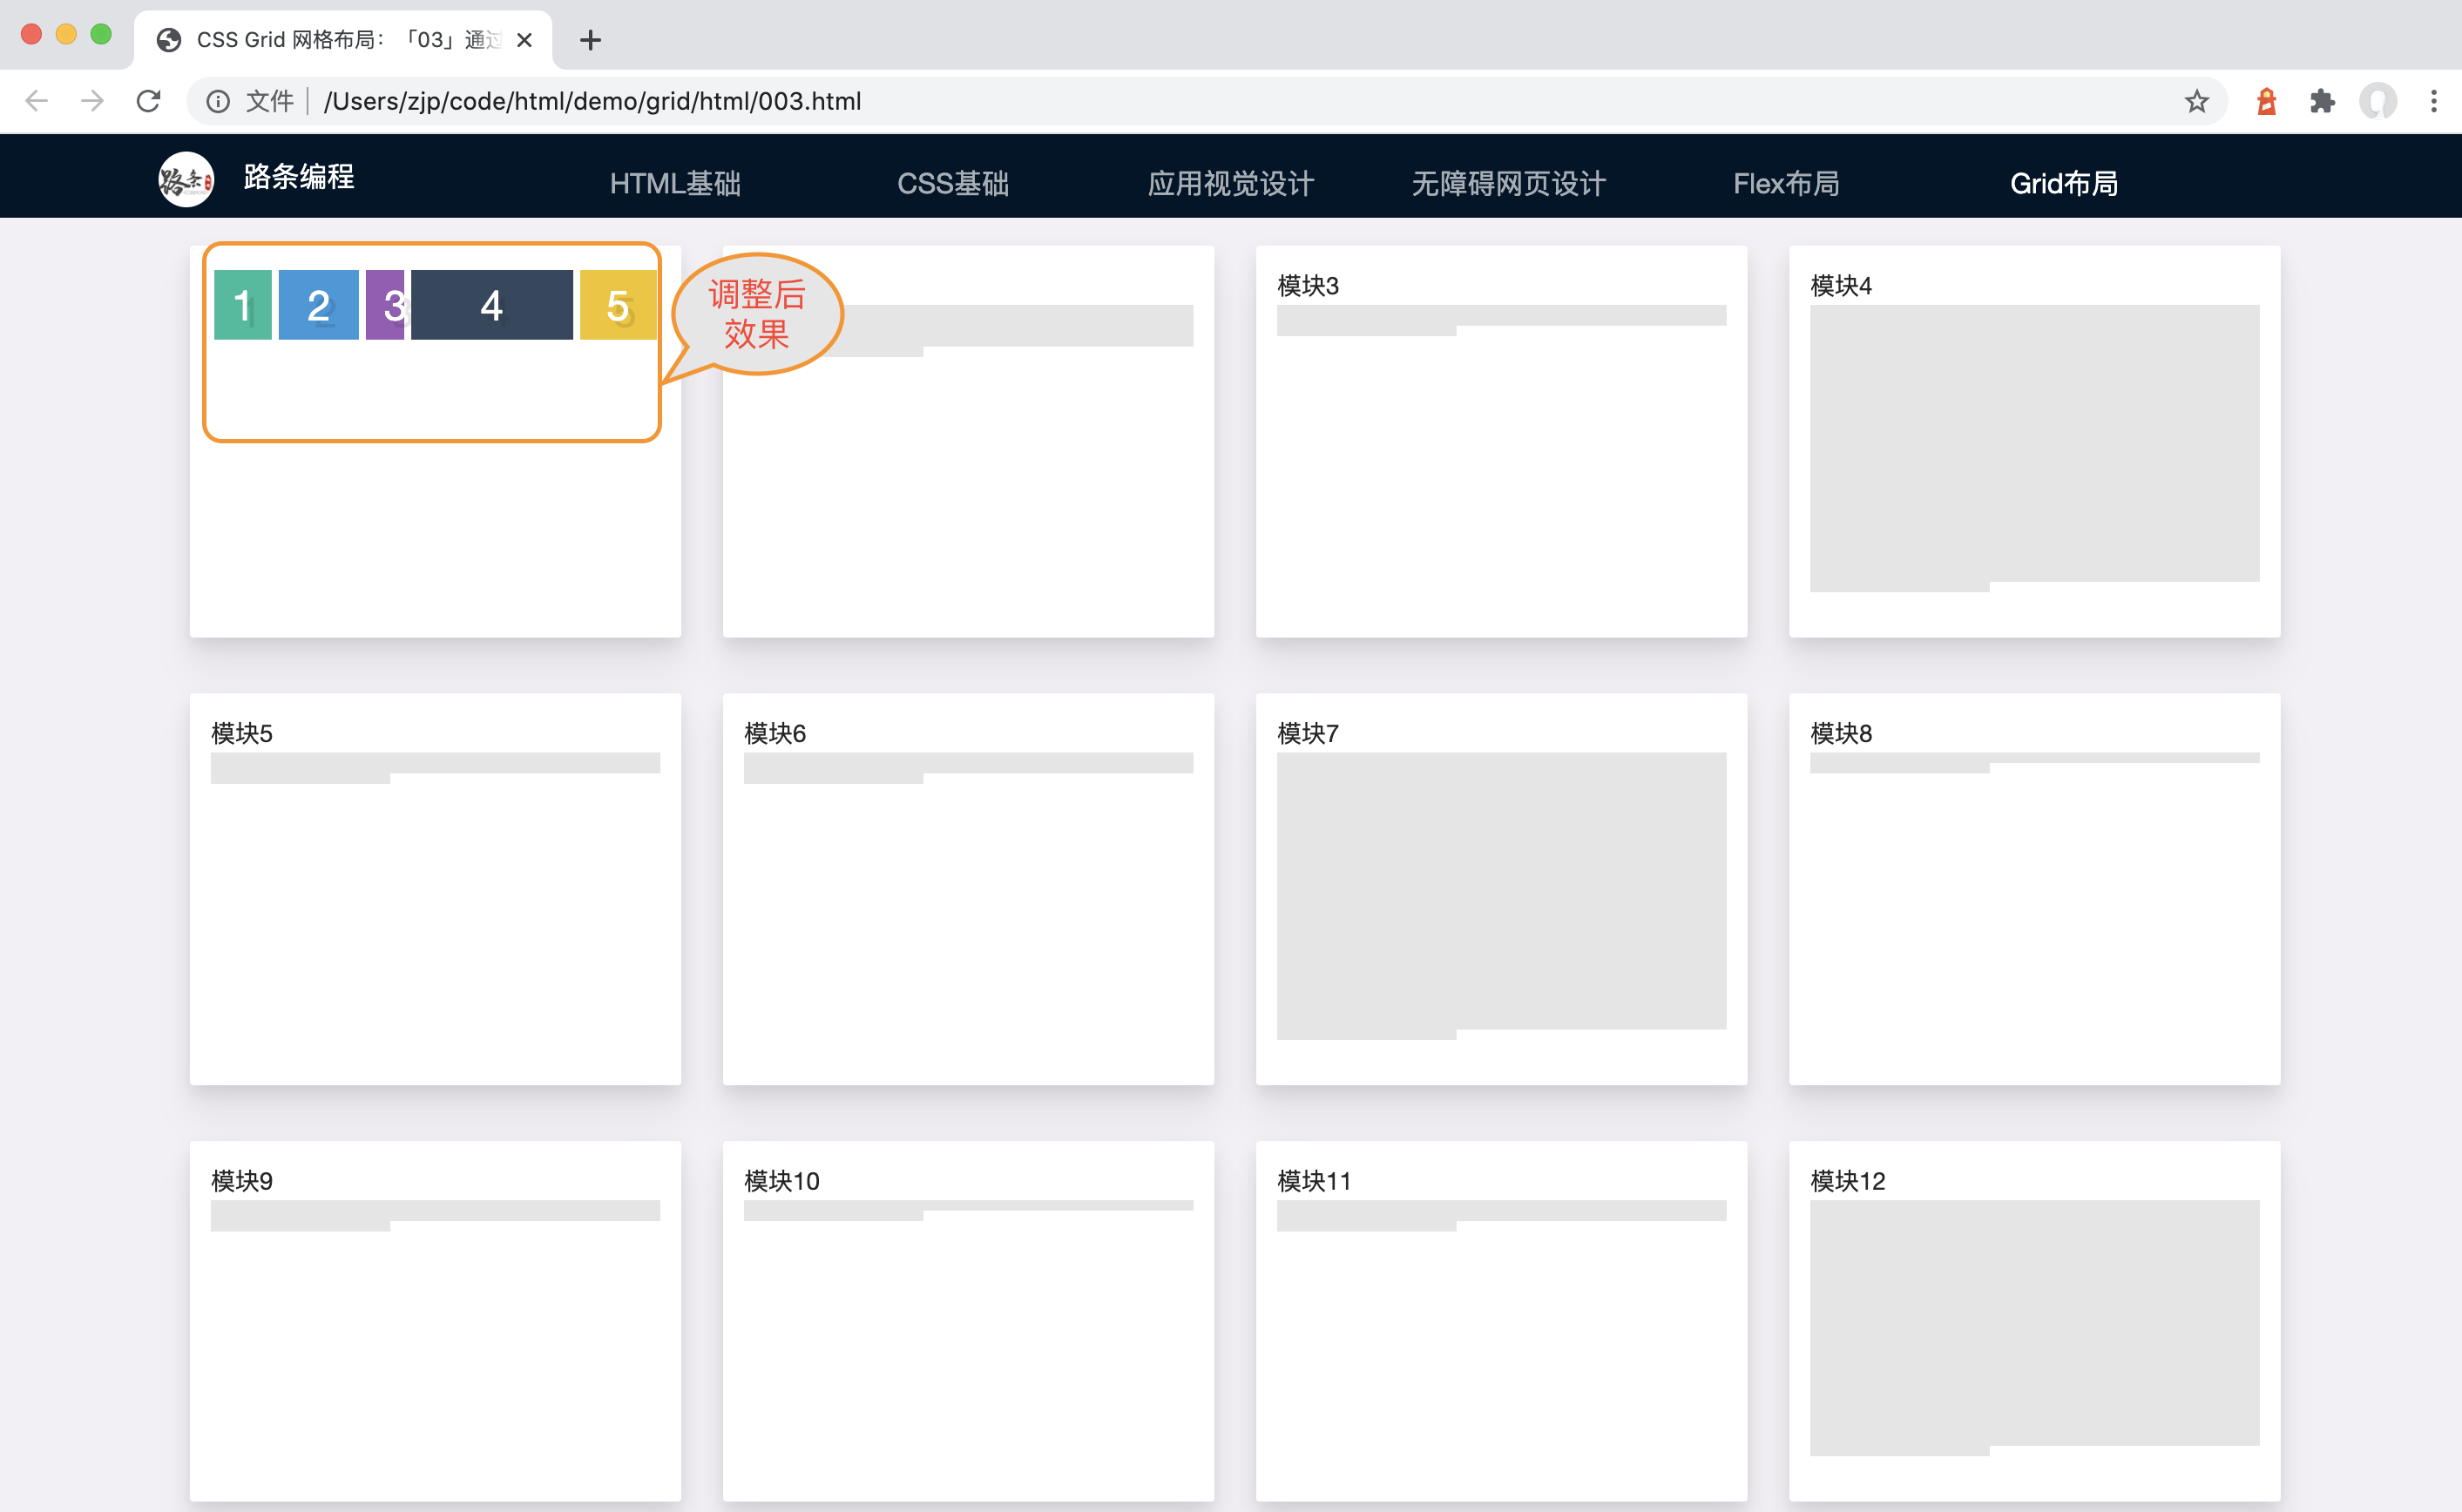 CSS Grid 网格布局：「03」通过
文件 /Users/zjp/code/html/demo/grid/html/003.html
路条
路条编程
HTML基础
CSS基础
应用视觉设计
无障碍网页设计
Flex布局
Grid布局
1 2 3 4 5
调整后
效果
模块3
模块4
模块5
模块6
模块7
模块8
模块9
模块10
模块11
模块12